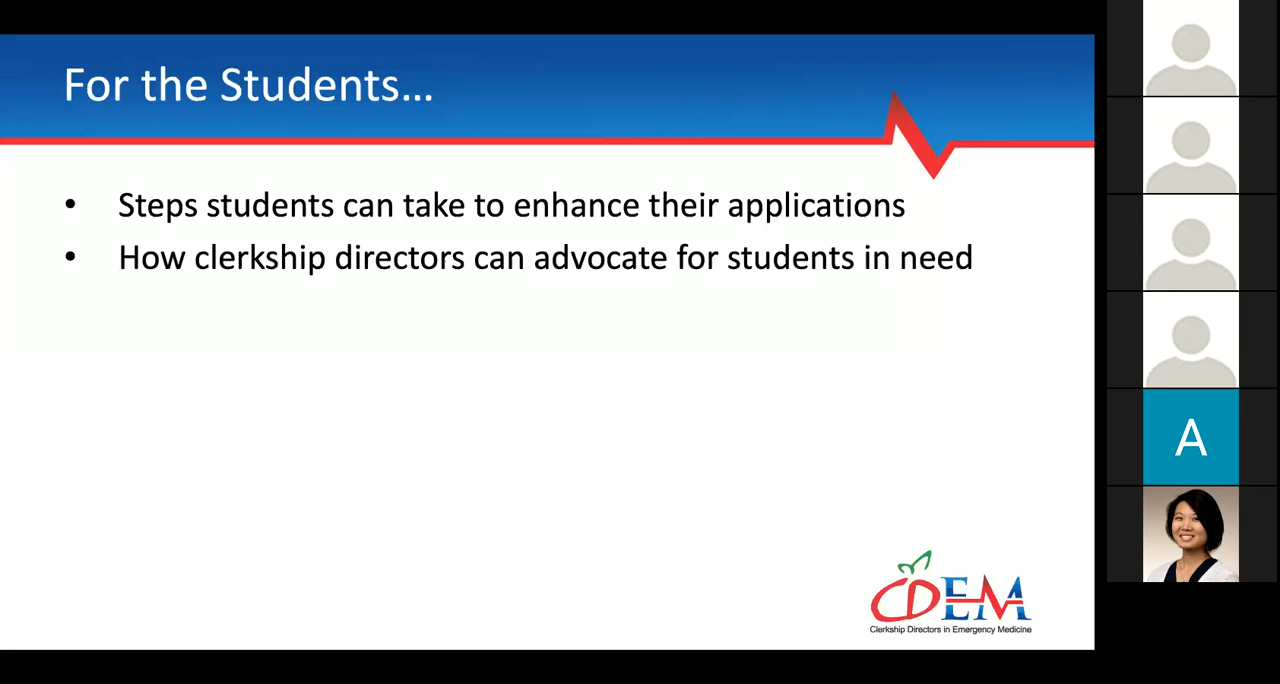 For the Students...
• Steps students can take to enhance their applications
• How clerkship directors can advocate for students in need
A
CDEM
Clerkship Directors in Emergency Medicine